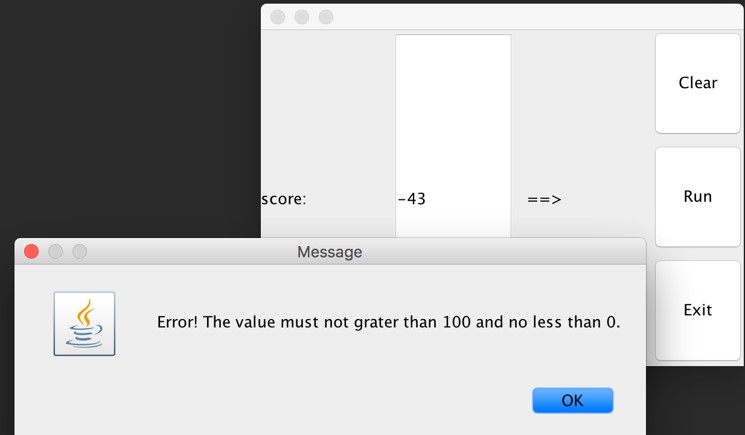 Clear
score:
-43
==>
Run
Message
Error! The value must not grater than 100 and no less than 0.
Exit
OK